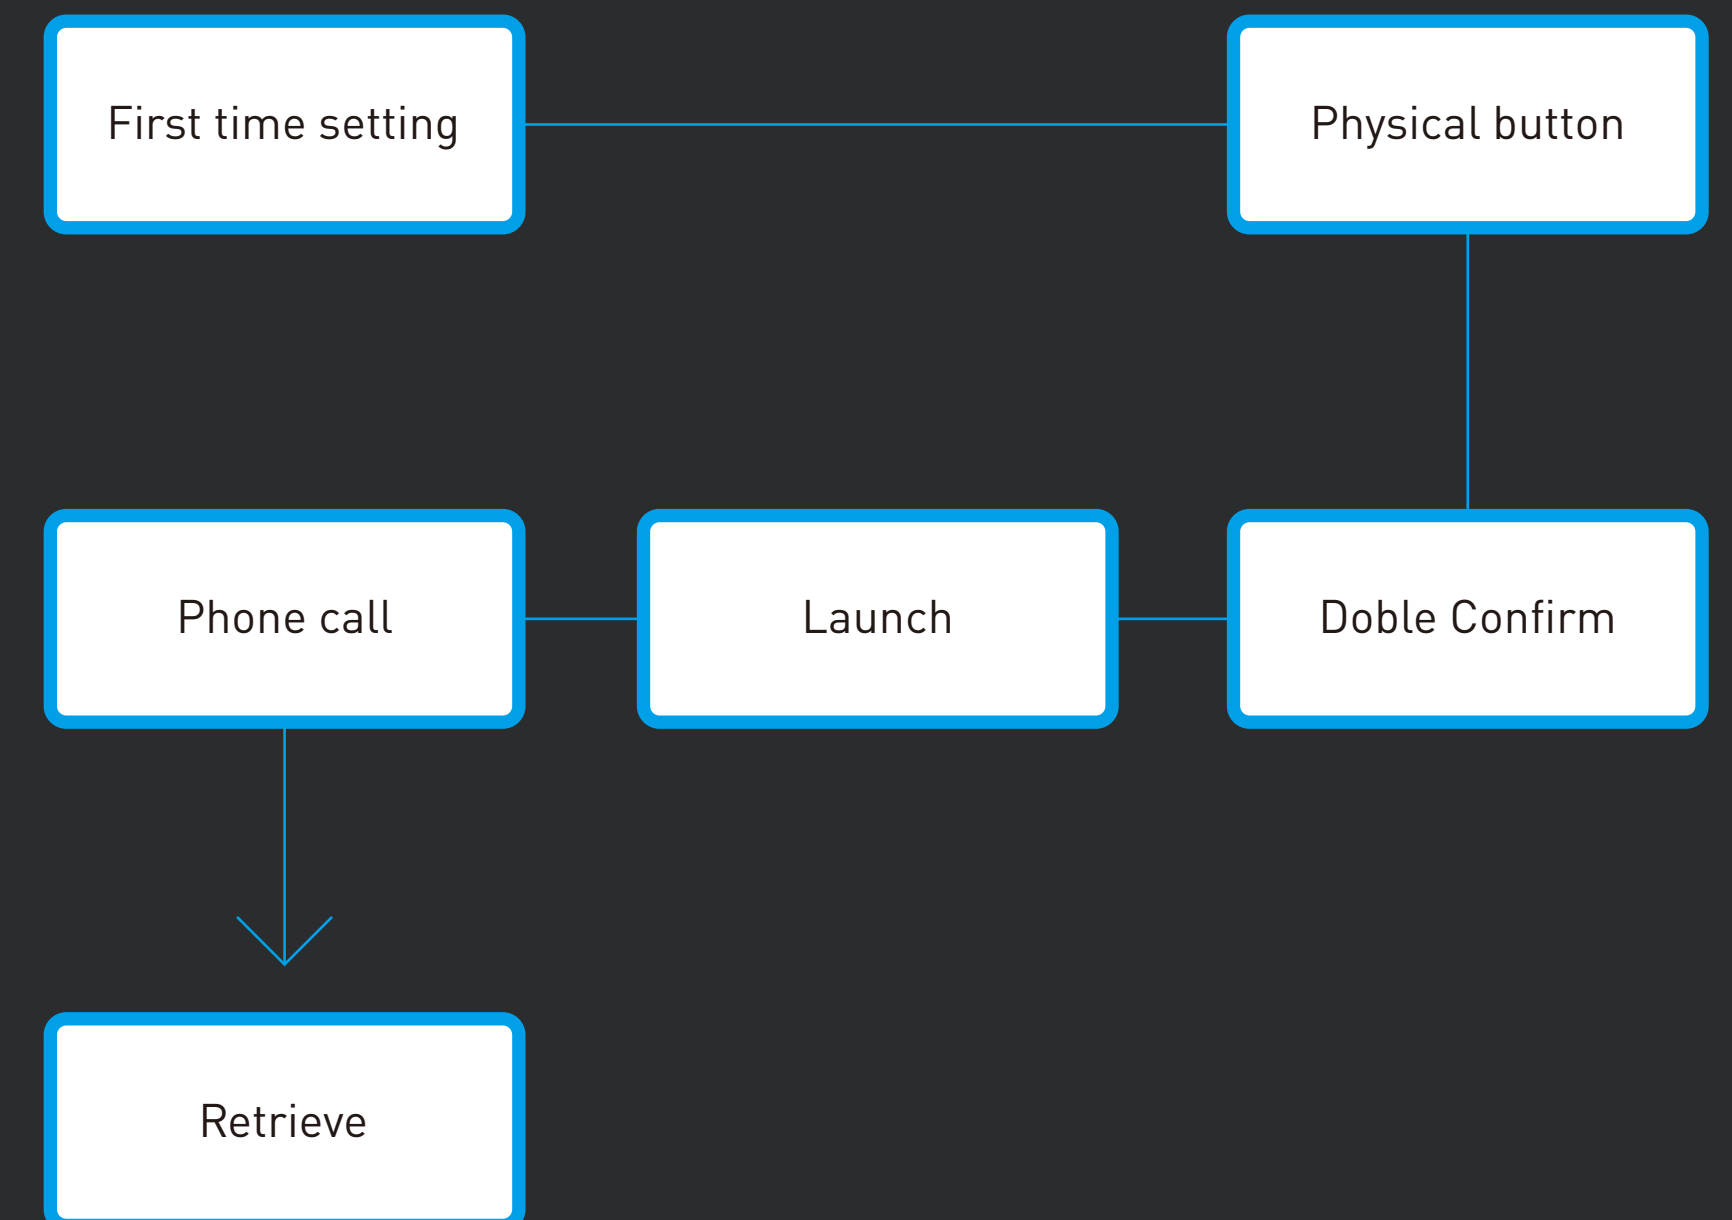 First time setting
Physical button
Phone call
Launch
Doble Confirm
Retrieve